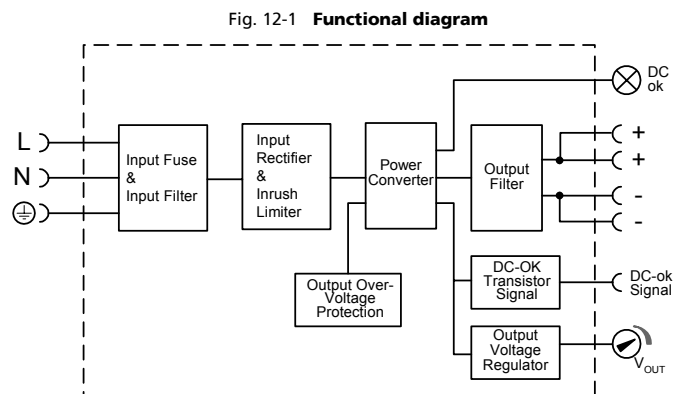 Fig. 12-1 Functional diagram
L
N
Input Fuse
&
Input Filter
Input
Rectifier
&
Inrush
Limiter
Power
Converter
Output
Filter
DC
ok
+
+
-
-
Output Over-
Voltage
Protection
DC-OK
Transistor
Signal
DC-ok
Signal
Output
Voltage
Regulator
VOUT